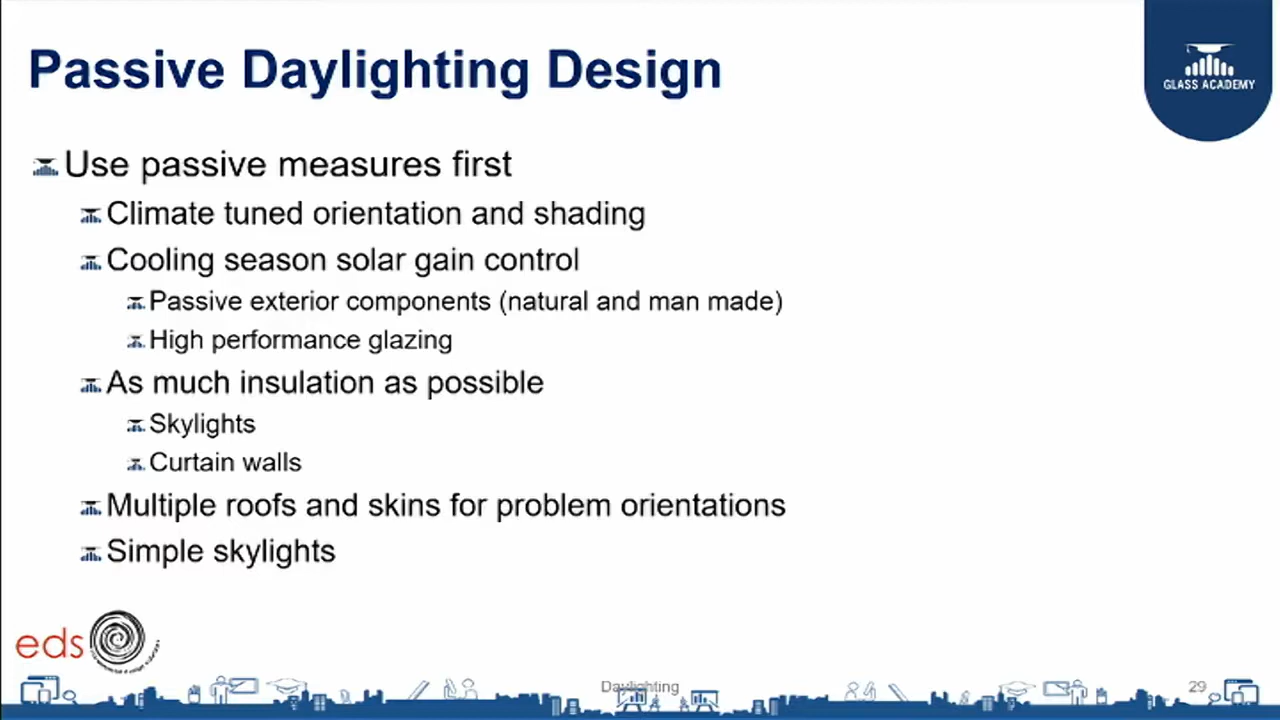 Passive Daylighting Design
GLASS ACADEMY
Use passive measures first
Climate tuned orientation and shading
Cooling season solar gain control
Passive exterior components (natural and man made)
High performance glazing
As much insulation as possible
Skylights
Curtain walls
Multiple roofs and skins for problem orientations
Simple skylights
eds
Daylighting
29